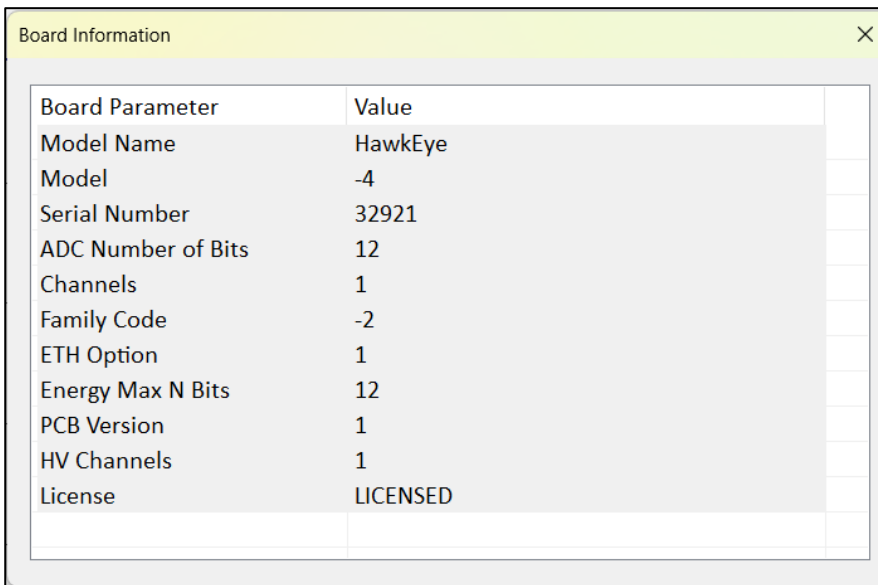 Board Information
Board Parameter Value
Model Name HawkEye
Model -4
Serial Number 32921
ADC Number of Bits 12
Channels 1
Family Code -2
ETH Option 1
Energy Max N Bits 12
PCB Version 1
HV Channels 1
License LICENSED